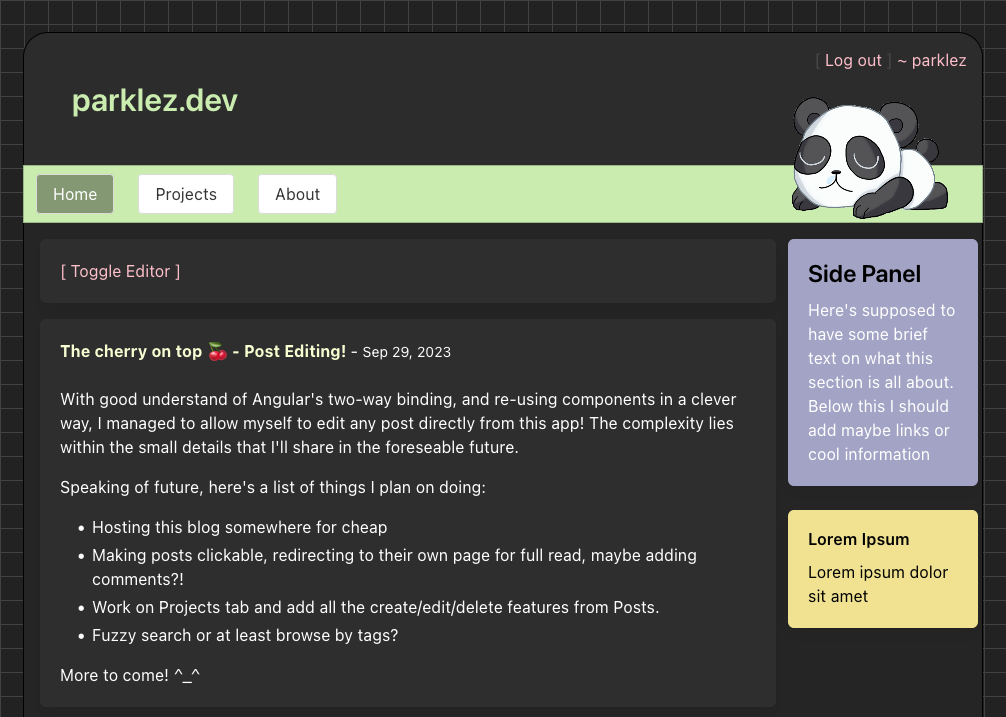 [ Log out ] ~ parklez
parklez.dev
Home
Projects
About
[ Toggle Editor ]
The cherry on top 🍒 - Post Editing! - Sep 29, 2023
With good understand of Angular's two-way binding, and re-using components in a clever
way, I managed to allow myself to edit any post directly from this app! The complexity lies
within the small details that I'll share in the foreseable future.
Speaking of future, here's a list of things I plan on doing:
• Hosting this blog somewhere for cheap
• Making posts clickable, redirecting to their own page for full read, maybe adding
comments?!
• Work on Projects tab and add all the create/edit/delete features from Posts.
• Fuzzy search or at least browse by tags?
More to come! ^_^
Side Panel
Here's supposed to
have some brief
text on what this
section is all about.
Below this I should
add maybe links or
cool information
Lorem Ipsum
Lorem ipsum dolor
sit amet